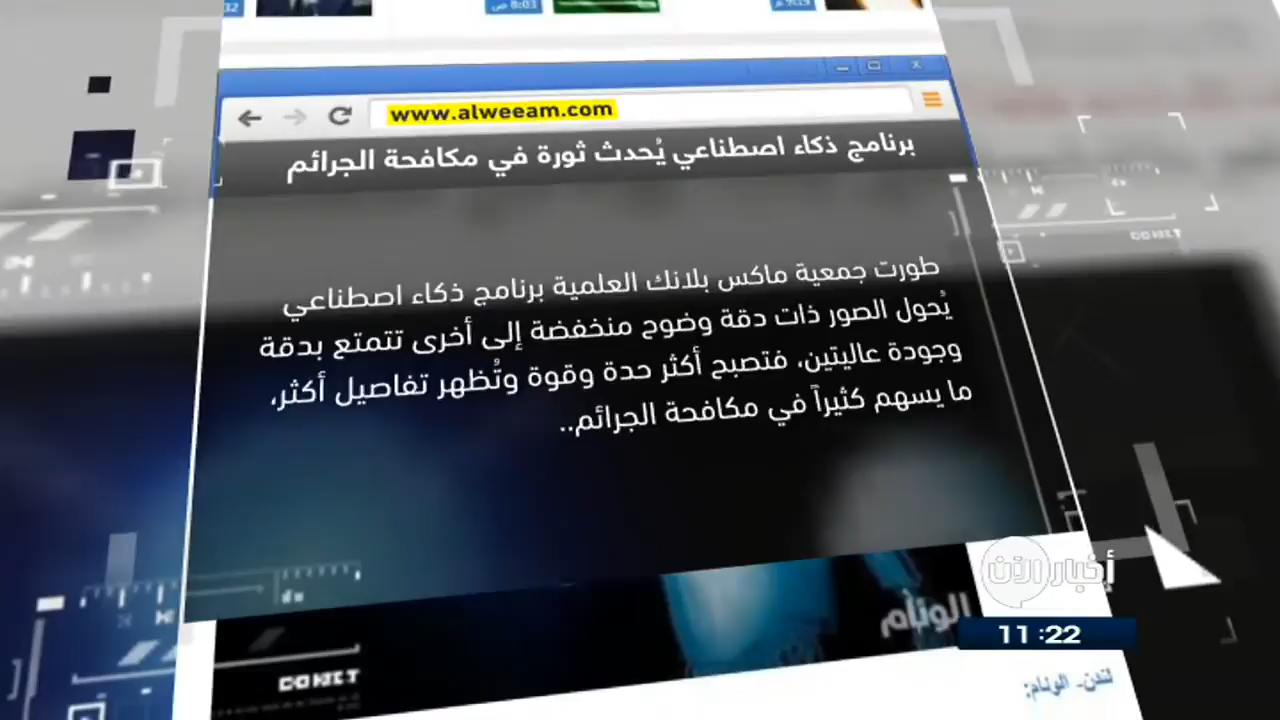 8:03 ص
www.alweeam.com
برنامج ذكاء اصطناعي يُحدث ثورة في مكافحة الجرائم
طورت جمعية ماكس بلانك العلمية برنامج ذكاء اصطناعي
يُحول الصور ذات دقة وضوح منخفضة إلى أخرى تتمتع بدقة
وجودة عاليتين، فتصبح أكثر حدة وقوة وتُظهر تفاصيل أكثر،
ما يسهم كثيراً في مكافحة الجرائم..
أخبار الآن
الوئام
11:22
لندن- الوئام: